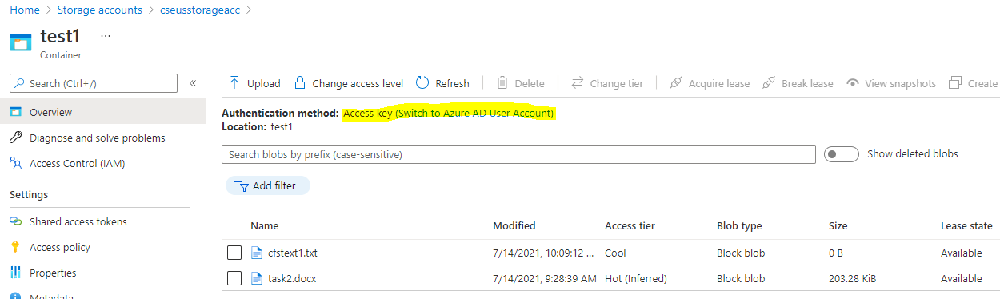 Home > Storage accounts > cseusstorageacc >
test1 ...
Container
Search (Ctrl+/) «
Overview
Diagnose and solve problems
Access Control (IAM)
Settings
Shared access tokens
Access policy
Properties
Metadata
Upload Change access level Refresh Delete Change tier Acquire lease Break lease View snapshots Create
Authentication method: Access key (Switch to Azure AD User Account)
Location: test1
Search blobs by prefix (case-sensitive) Show deleted blobs
Add filter
Name Modified Access tier Blob type Size Lease state
cfstext1.txt 7/14/2021, 10:09:12 ... Cool Block blob 0 B Available
task2.docx 7/14/2021, 9:28:39 AM Hot (Inferred) Block blob 203.28 KiB Available